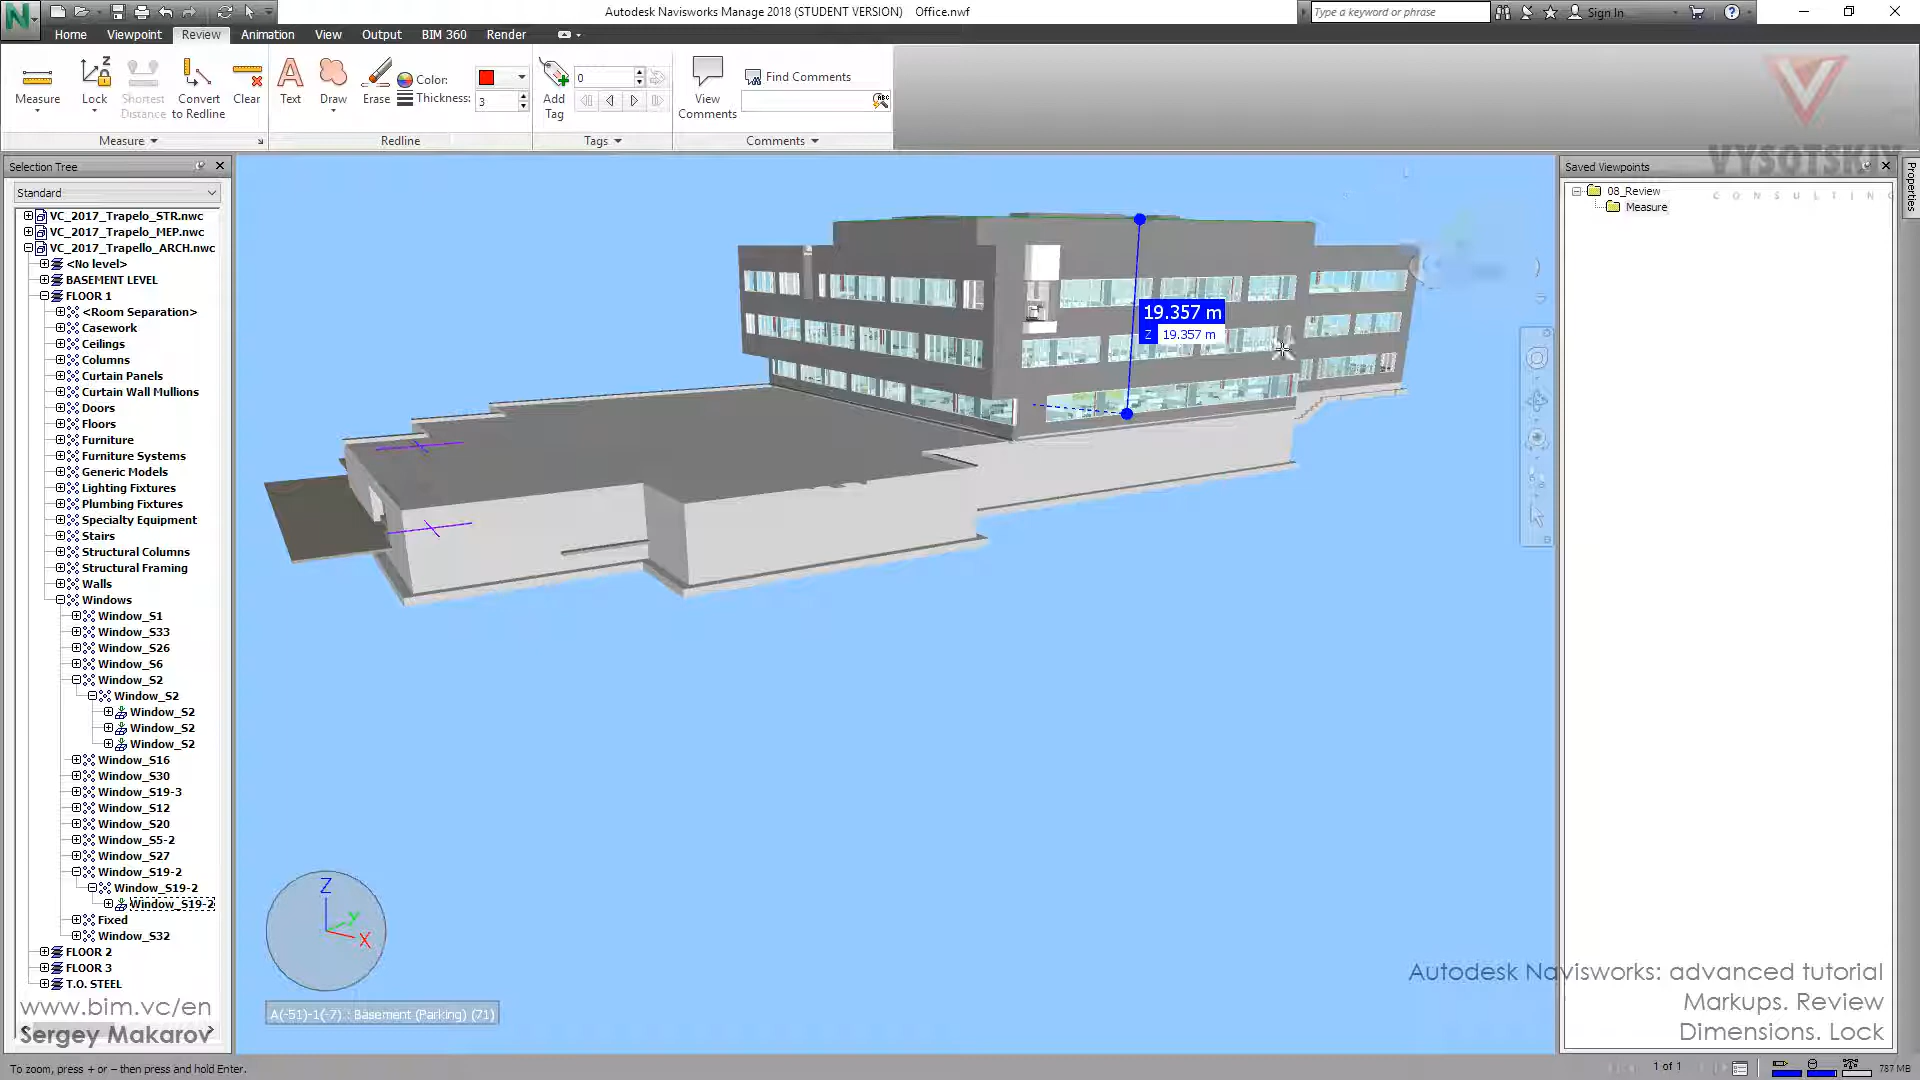 Autodesk Navisworks Manage 2018 (STUDENT VERSION) Office.nwf
Type a keyword or phrase
Sign In
Home Viewpoint Review Animation View Output BIM 360 Render
Measure
Lock
Shortest Distance
Convert to Redline
Clear
Text
Draw
Erase
Color:
Thickness: 3
Add Tag
0
View Comments
Find Comments
Measure
Redline
Tags
Comments
VYSOTSKIY
CONSULTING
Selection Tree
Standard
VC_2017_Trapelo_STR.nwc
VC_2017_Trapelo_MEP.nwc
VC_2017_Trapello_ARCH.nwc
<No level>
BASEMENT LEVEL
FLOOR 1
<Room Separation>
Casework
Ceilings
Columns
Curtain Panels
Curtain Wall Mullions
Doors
Floors
Furniture
Furniture Systems
Generic Models
Lighting Fixtures
Plumbing Fixtures
Specialty Equipment
Stairs
Structural Columns
Structural Framing
Walls
Windows
Window_S1
Window_S33
Window_S26
Window_S6
Window_S2
Window_S2
Window_S2
Window_S2
Window_S2
Window_S16
Window_S30
Window_S19-3
Window_S12
Window_S20
Window_S5-2
Window_S27
Window_S19-2
Window_S19-2
Window_S19-2
Fixed
Window_S32
FLOOR 2
FLOOR 3
T.O. STEEL
www.bim.vc/en
Sergey Makarov
19.357 m
Z 19.357 m
Z
Y
X
A(-51)-1(-7) : Basement (Parking) (71)
Saved Viewpoints
08_Review
Measure
Properties
Autodesk Navisworks: advanced tutorial
Markups. Review
Dimensions. Lock
To zoom, press + or – then press and hold Enter.
1 of 1
787 MB